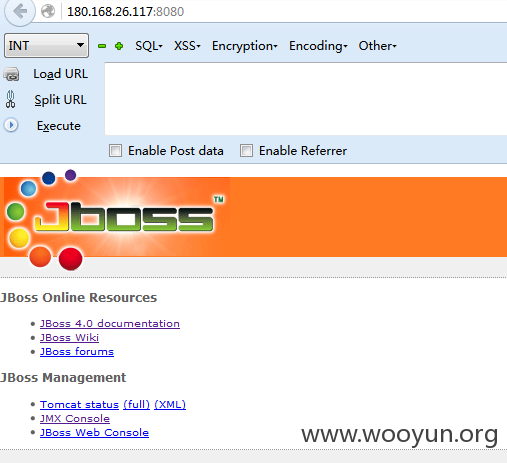 180.168.26.117:8080
INT SQL- XSS- Encryption- Encoding- Other-
Load URL
Split URL
Execute
Enable Post data Enable Referrer
JBoss TM
JBoss Online Resources
JBoss 4.0 documentation
JBoss Wiki
JBoss forums
JBoss Management
Tomcat status (full) (XML)
JMX Console
JBoss Web Console
www.wooyun.org